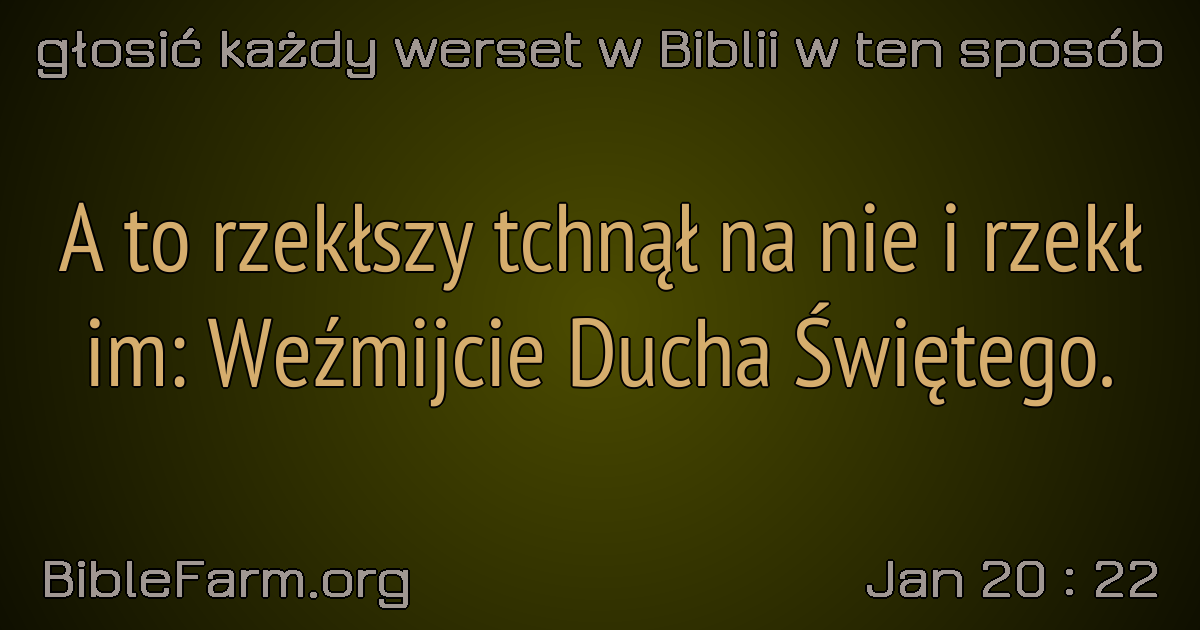 głosić każdy werset w Biblii w ten sposób
A to rzekłszy tchnął na nie i rzekł
im: Weźmijcie Ducha Świętego.
BibleFarm.org
Jan 20 : 22